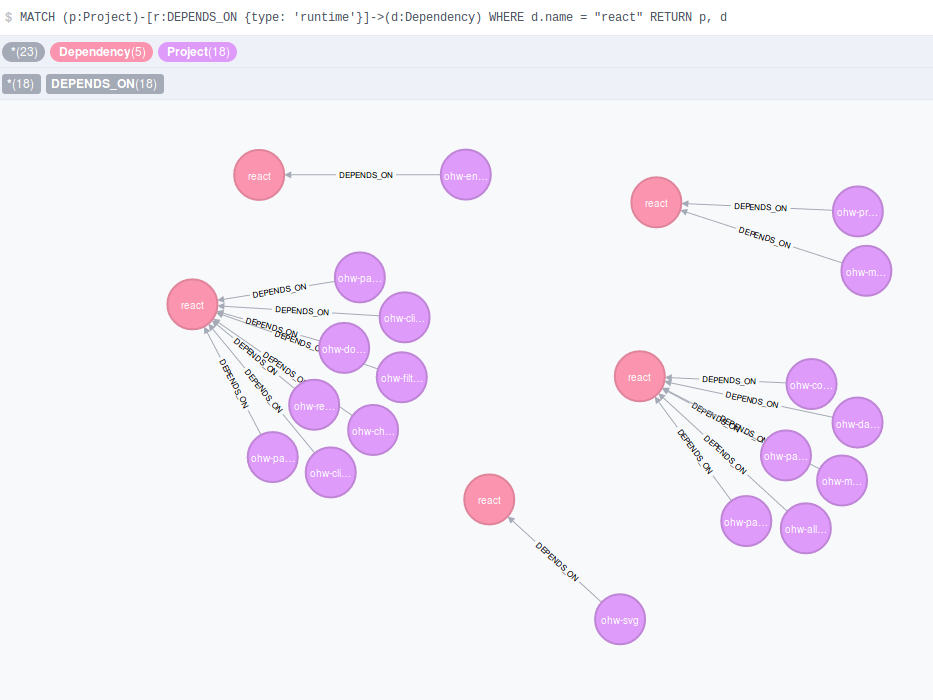 $ MATCH (p:Project)-[r:DEPENDS_ON {type: 'runtime'}]->(d:Dependency) WHERE d.name = "react" RETURN p, d
*(23) Dependency(5) Project(18)
*(18) DEPENDS_ON(18)
react DEPENDS_ON ohw-en...
react DEPENDS_ON ohw-pr...
DEPENDS_ON ohw-m...
react DEPENDS_ON ohw-pa...
DEPENDS_ON ohw-cli...
DEPENDS_ON ohw-do...
DEPENDS_ON ohw-filt...
DEPENDS_ON ohw-re...
DEPENDS_ON ohw-ch...
DEPENDS_ON ohw-pa...
DEPENDS_ON ohw-cli...
react DEPENDS_ON ohw-co...
DEPENDS_ON ohw-da...
DEPENDS_ON ohw-pa...
DEPENDS_ON ohw-m...
DEPENDS_ON ohw-pa...
DEPENDS_ON ohw-all...
react DEPENDS_ON ohw-svg